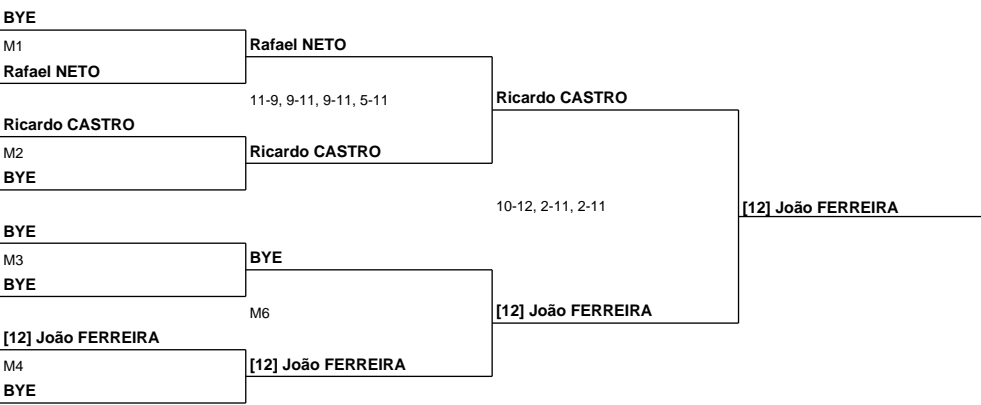 BYE
M1
Rafael NETO
Rafael NETO
11-9, 9-11, 9-11, 5-11
Ricardo CASTRO
Ricardo CASTRO
M2
Ricardo CASTRO
BYE
10-12, 2-11, 2-11
[12] João FERREIRA
BYE
M3
BYE
BYE
M6
[12] João FERREIRA
[12] João FERREIRA
M4
[12] João FERREIRA
BYE